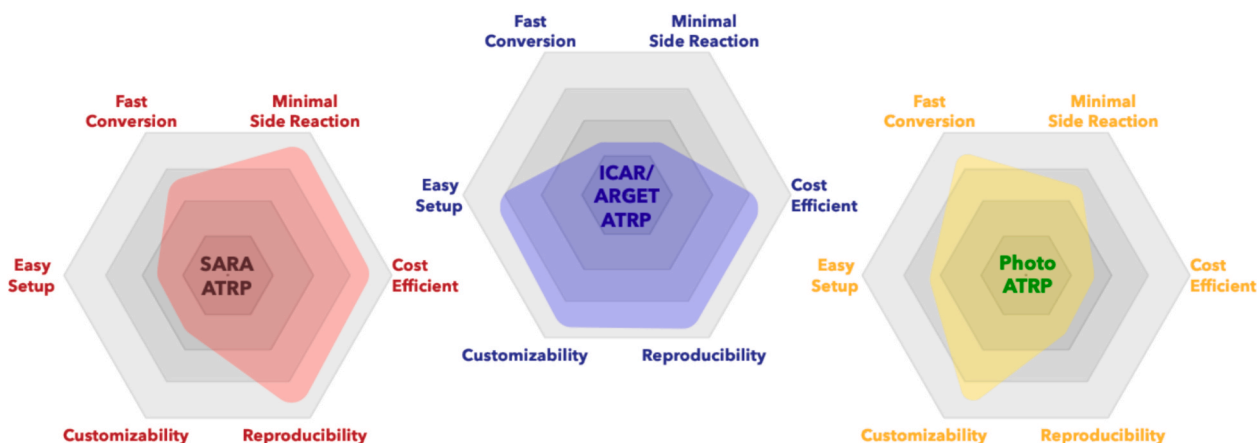 Fast
Conversion
Minimal
Side Reaction
Easy
Setup
SARA
ATRP
Cost
Efficient
Customizability
Reproducibility
Fast
Conversion
Minimal
Side Reaction
Easy
Setup
ICAR/
ARGET
ATRP
Cost
Efficient
Customizability
Reproducibility
Fast
Conversion
Minimal
Side Reaction
Easy
Setup
Photo
ATRP
Cost
Efficient
Customizability
Reproducibility